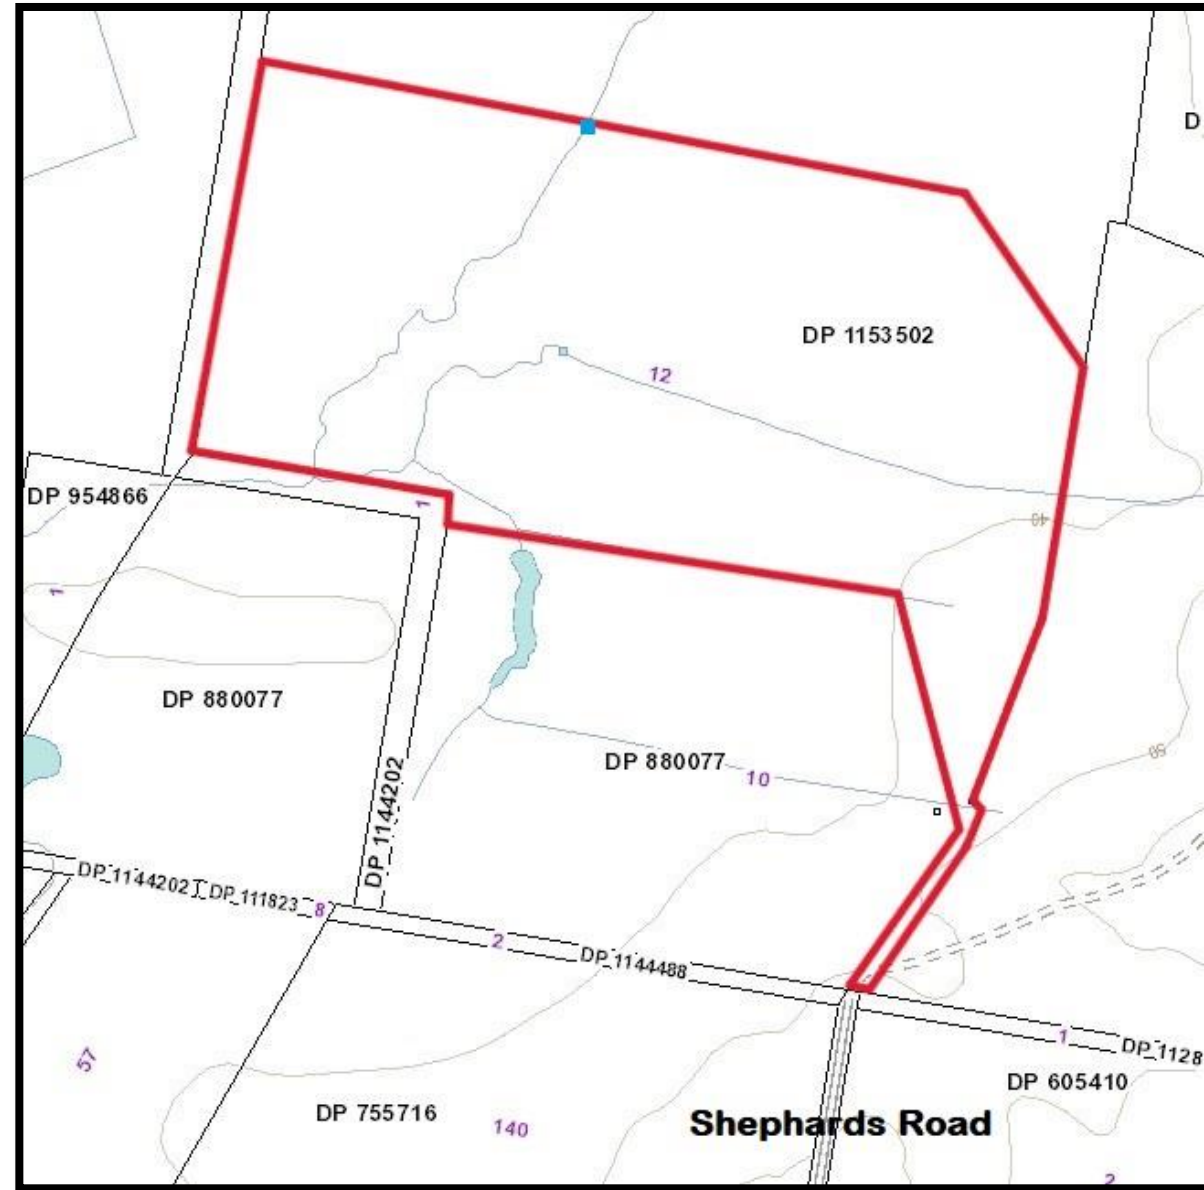 D
DP 1153502
12
DP 954866
1
40
1
DP 880077
DP 880077
10
60
DP 1144202
DP 1144202
DP 111823
8
2
DP 1144488
1
DP 1128
57
DP 605410
DP 755716
140
Shephards Road
2